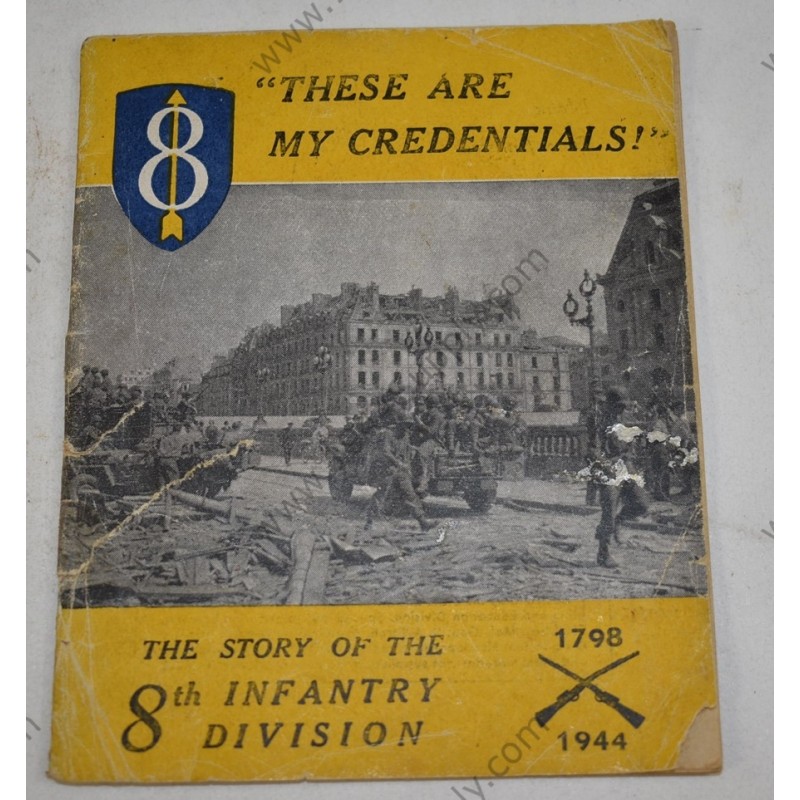 8
“THESE ARE
MY CREDENTIALS!”
THE STORY OF THE
8th INFANTRY
DIVISION
1798
1944